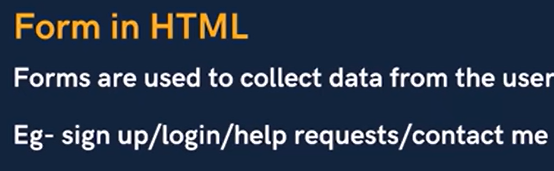 Form in HTML
Forms are used to collect data from the user
Eg- sign up/login/help requests/contact me